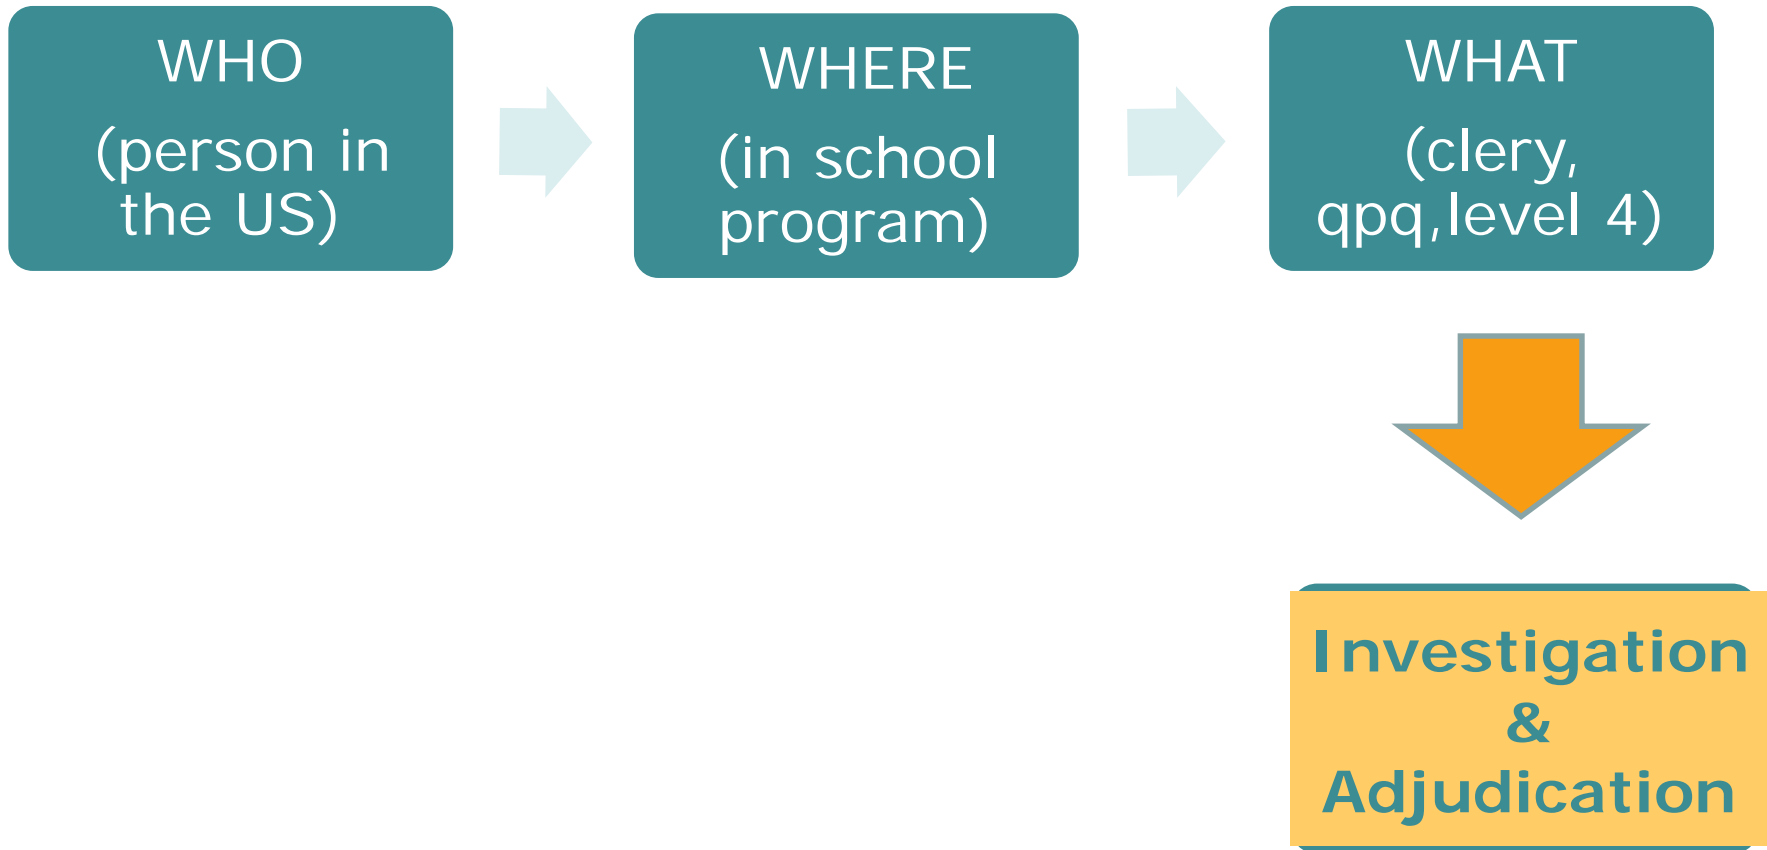 WHO
(person in
the US)
WHERE
(in school
program)
WHAT
(clery,
qpq,level 4)
Investigation
&
Adjudication